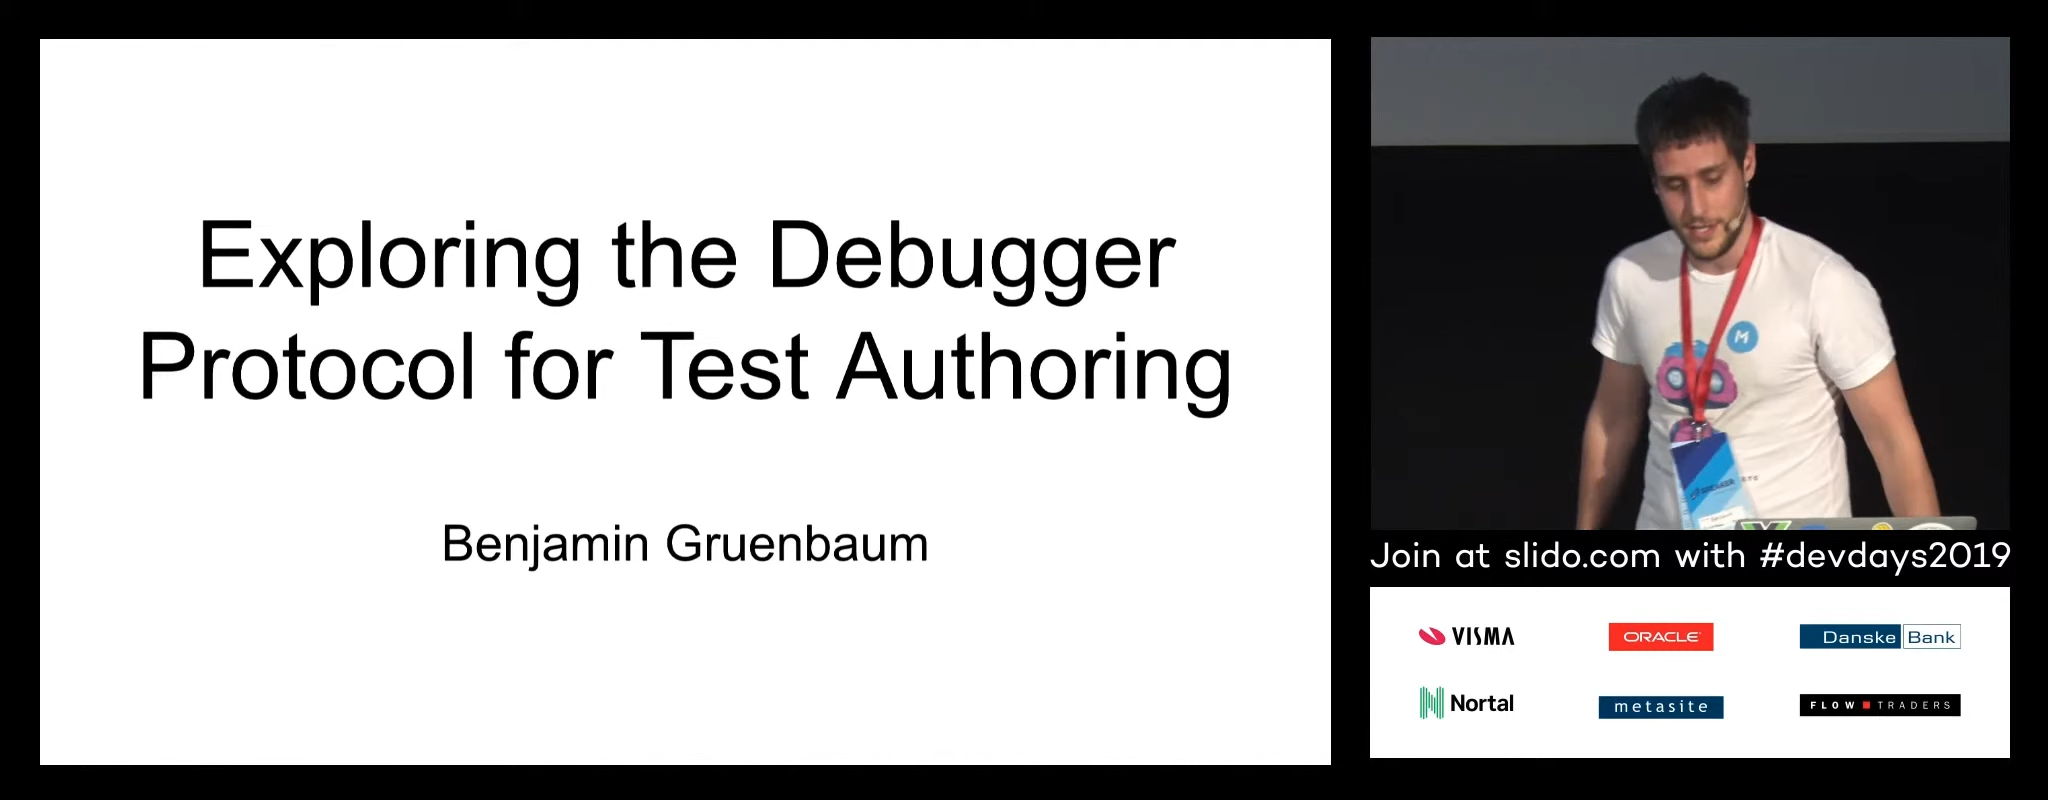 Exploring the Debugger
Protocol for Test Authoring
Benjamin Gruenbaum
M
SPEAKER
Join at slido.com with #devdays2019
VISMA
ORACLE
Danske Bank
Nortal
metasite
FLOW TRADERS